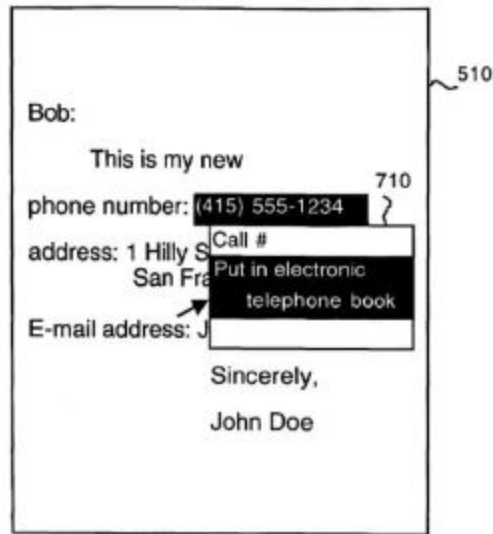 510
Bob:
This is my new
710
phone number: (415) 555-1234
Call #
address: 1 Hilly S
Put in electronic
San Fra
telephone book
E-mail address: J
Sincerely,
John Doe